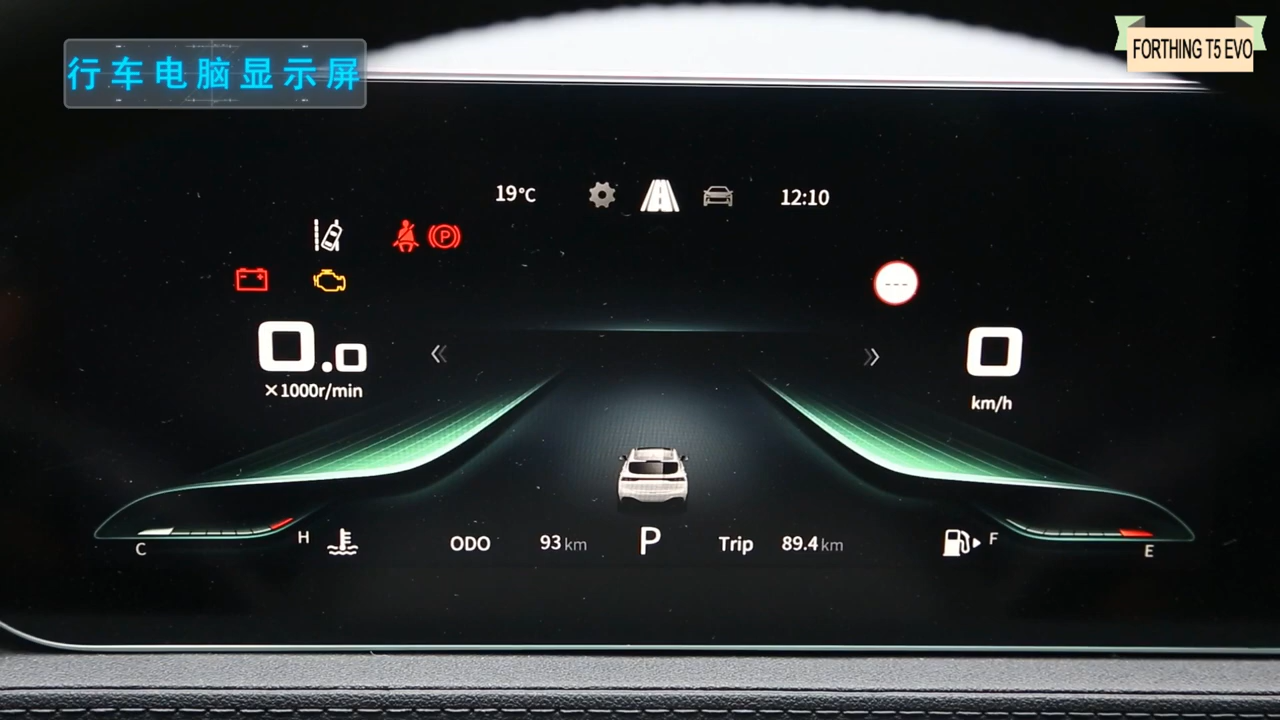 行车电脑显示屏
FORTHING T5 EVO
19°C
12:10
P
---
0.0
×1000r/min
0
km/h
C
H
ODO 93 km
P
Trip 89.4 km
F
E